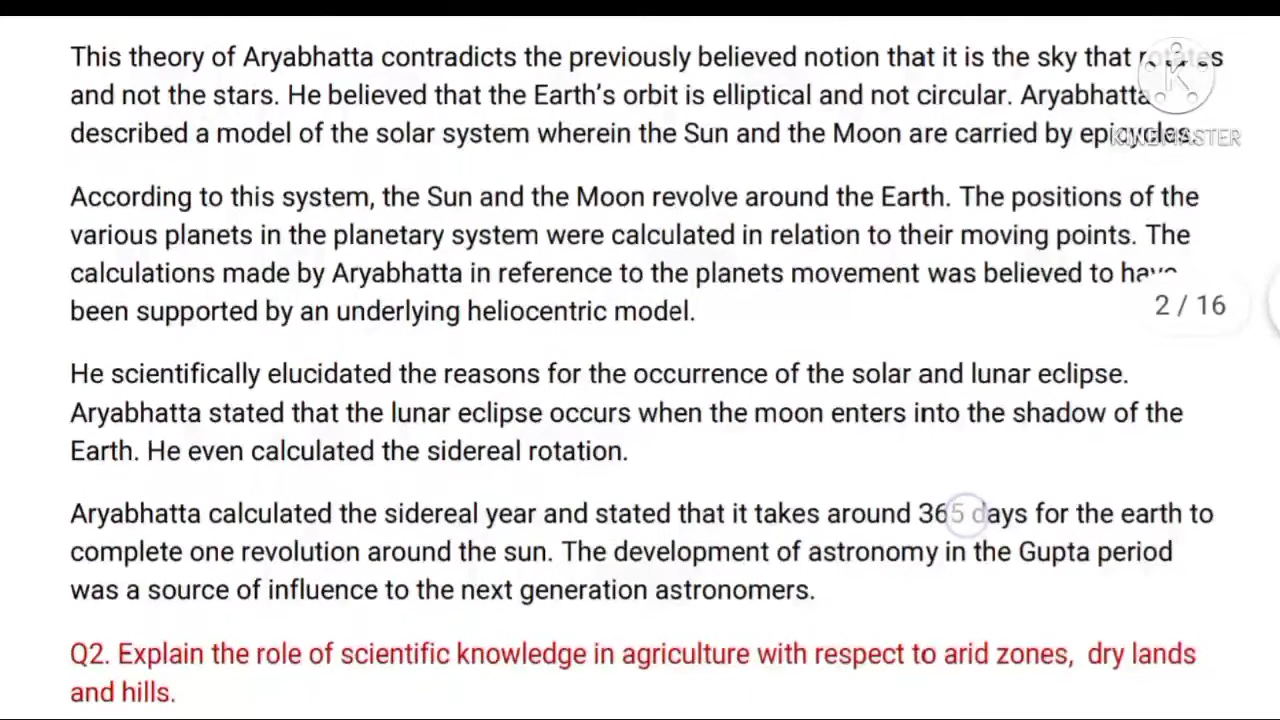 This theory of Aryabhatta contradicts the previously believed notion that it is the sky that rotates
and not the stars. He believed that the Earth's orbit is elliptical and not circular. Aryabhatta
described a model of the solar system wherein the Sun and the Moon are carried by epicycles.
KINEMASTER
According to this system, the Sun and the Moon revolve around the Earth. The positions of the
various planets in the planetary system were calculated in relation to their moving points. The
calculations made by Aryabhatta in reference to the planets movement was believed to have
been supported by an underlying heliocentric model.
2 / 16
He scientifically elucidated the reasons for the occurrence of the solar and lunar eclipse.
Aryabhatta stated that the lunar eclipse occurs when the moon enters into the shadow of the
Earth. He even calculated the sidereal rotation.
Aryabhatta calculated the sidereal year and stated that it takes around 365 days for the earth to
complete one revolution around the sun. The development of astronomy in the Gupta period
was a source of influence to the next generation astronomers.
Q2. Explain the role of scientific knowledge in agriculture with respect to arid zones, dry lands
and hills.